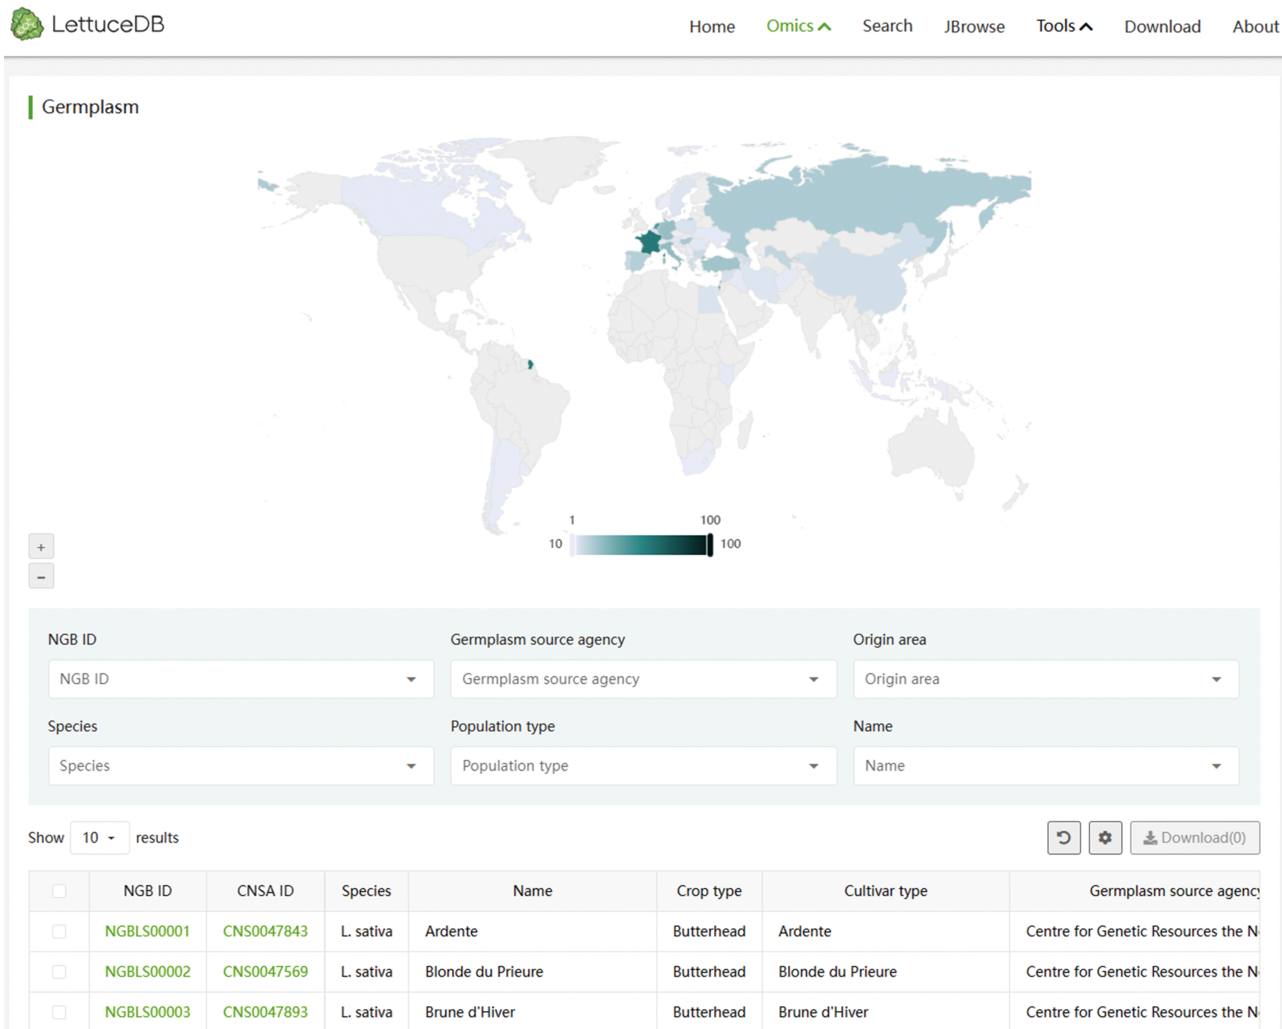 LettuceDB
Home Omics Search JBrowse Tools Download About
Germplasm
1 100
10 100
+
−
NGB ID Germplasm source agency Origin area
NGB ID Germplasm source agency Origin area
Species Population type Name
Species Population type Name
Show 10 results Download(0)
NGB ID CNSA ID Species Name Crop type Cultivar type Germplasm source agency
NGBLS00001 CNS0047843 L. sativa Ardente Butterhead Ardente Centre for Genetic Resources the N
NGBLS00002 CNS0047569 L. sativa Blonde du Prieure Butterhead Blonde du Prieure Centre for Genetic Resources the N
NGBLS00003 CNS0047893 L. sativa Brune d'Hiver Butterhead Brune d'Hiver Centre for Genetic Resources the N